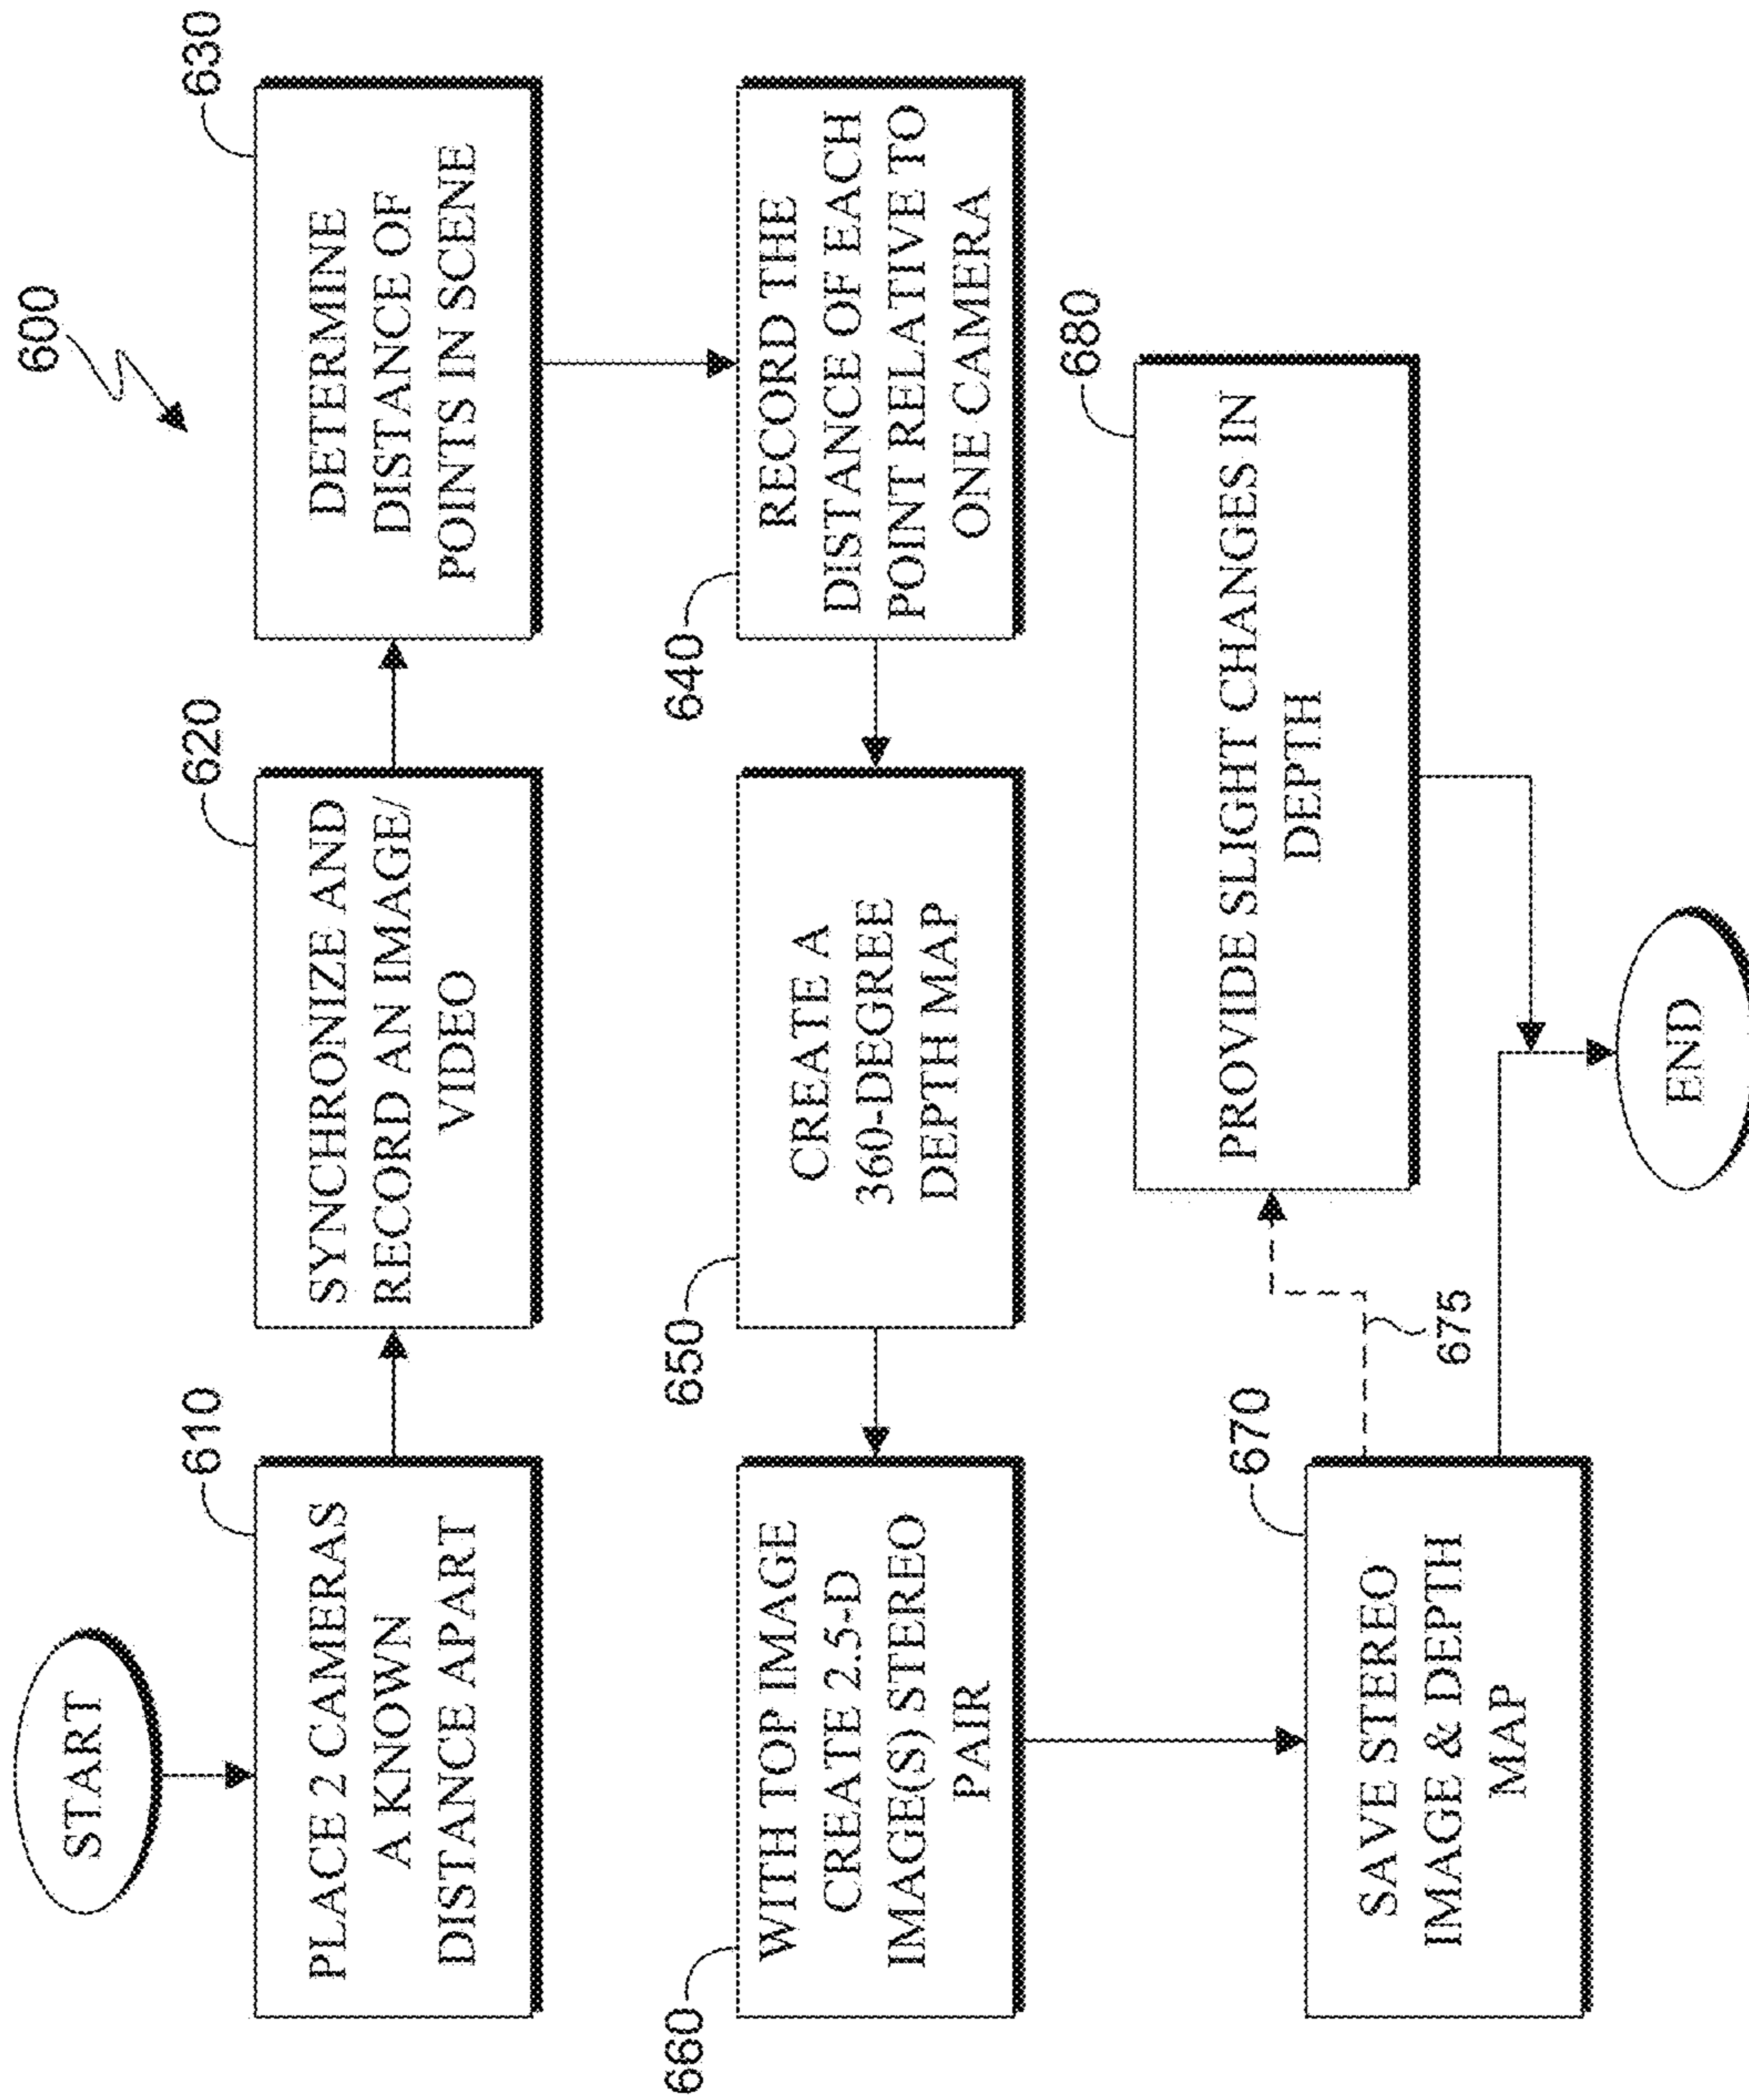 600
START
610
PLACE 2 CAMERAS
A KNOWN
DISTANCE APART
620
SYNCHRONIZE AND
RECORD AN IMAGE/
VIDEO
630
DETERMINE
DISTANCE OF
POINTS IN SCENE
640
RECORD THE
DISTANCE OF EACH
POINT RELATIVE TO
ONE CAMERA
650
CREATE A
360-DEGREE
DEPTH MAP
660
WITH TOP IMAGE
CREATE 2.5-D
IMAGE(S) STEREO
PAIR
670
SAVE STEREO
IMAGE & DEPTH
MAP
675
680
PROVIDE SLIGHT CHANGES IN
DEPTH
END